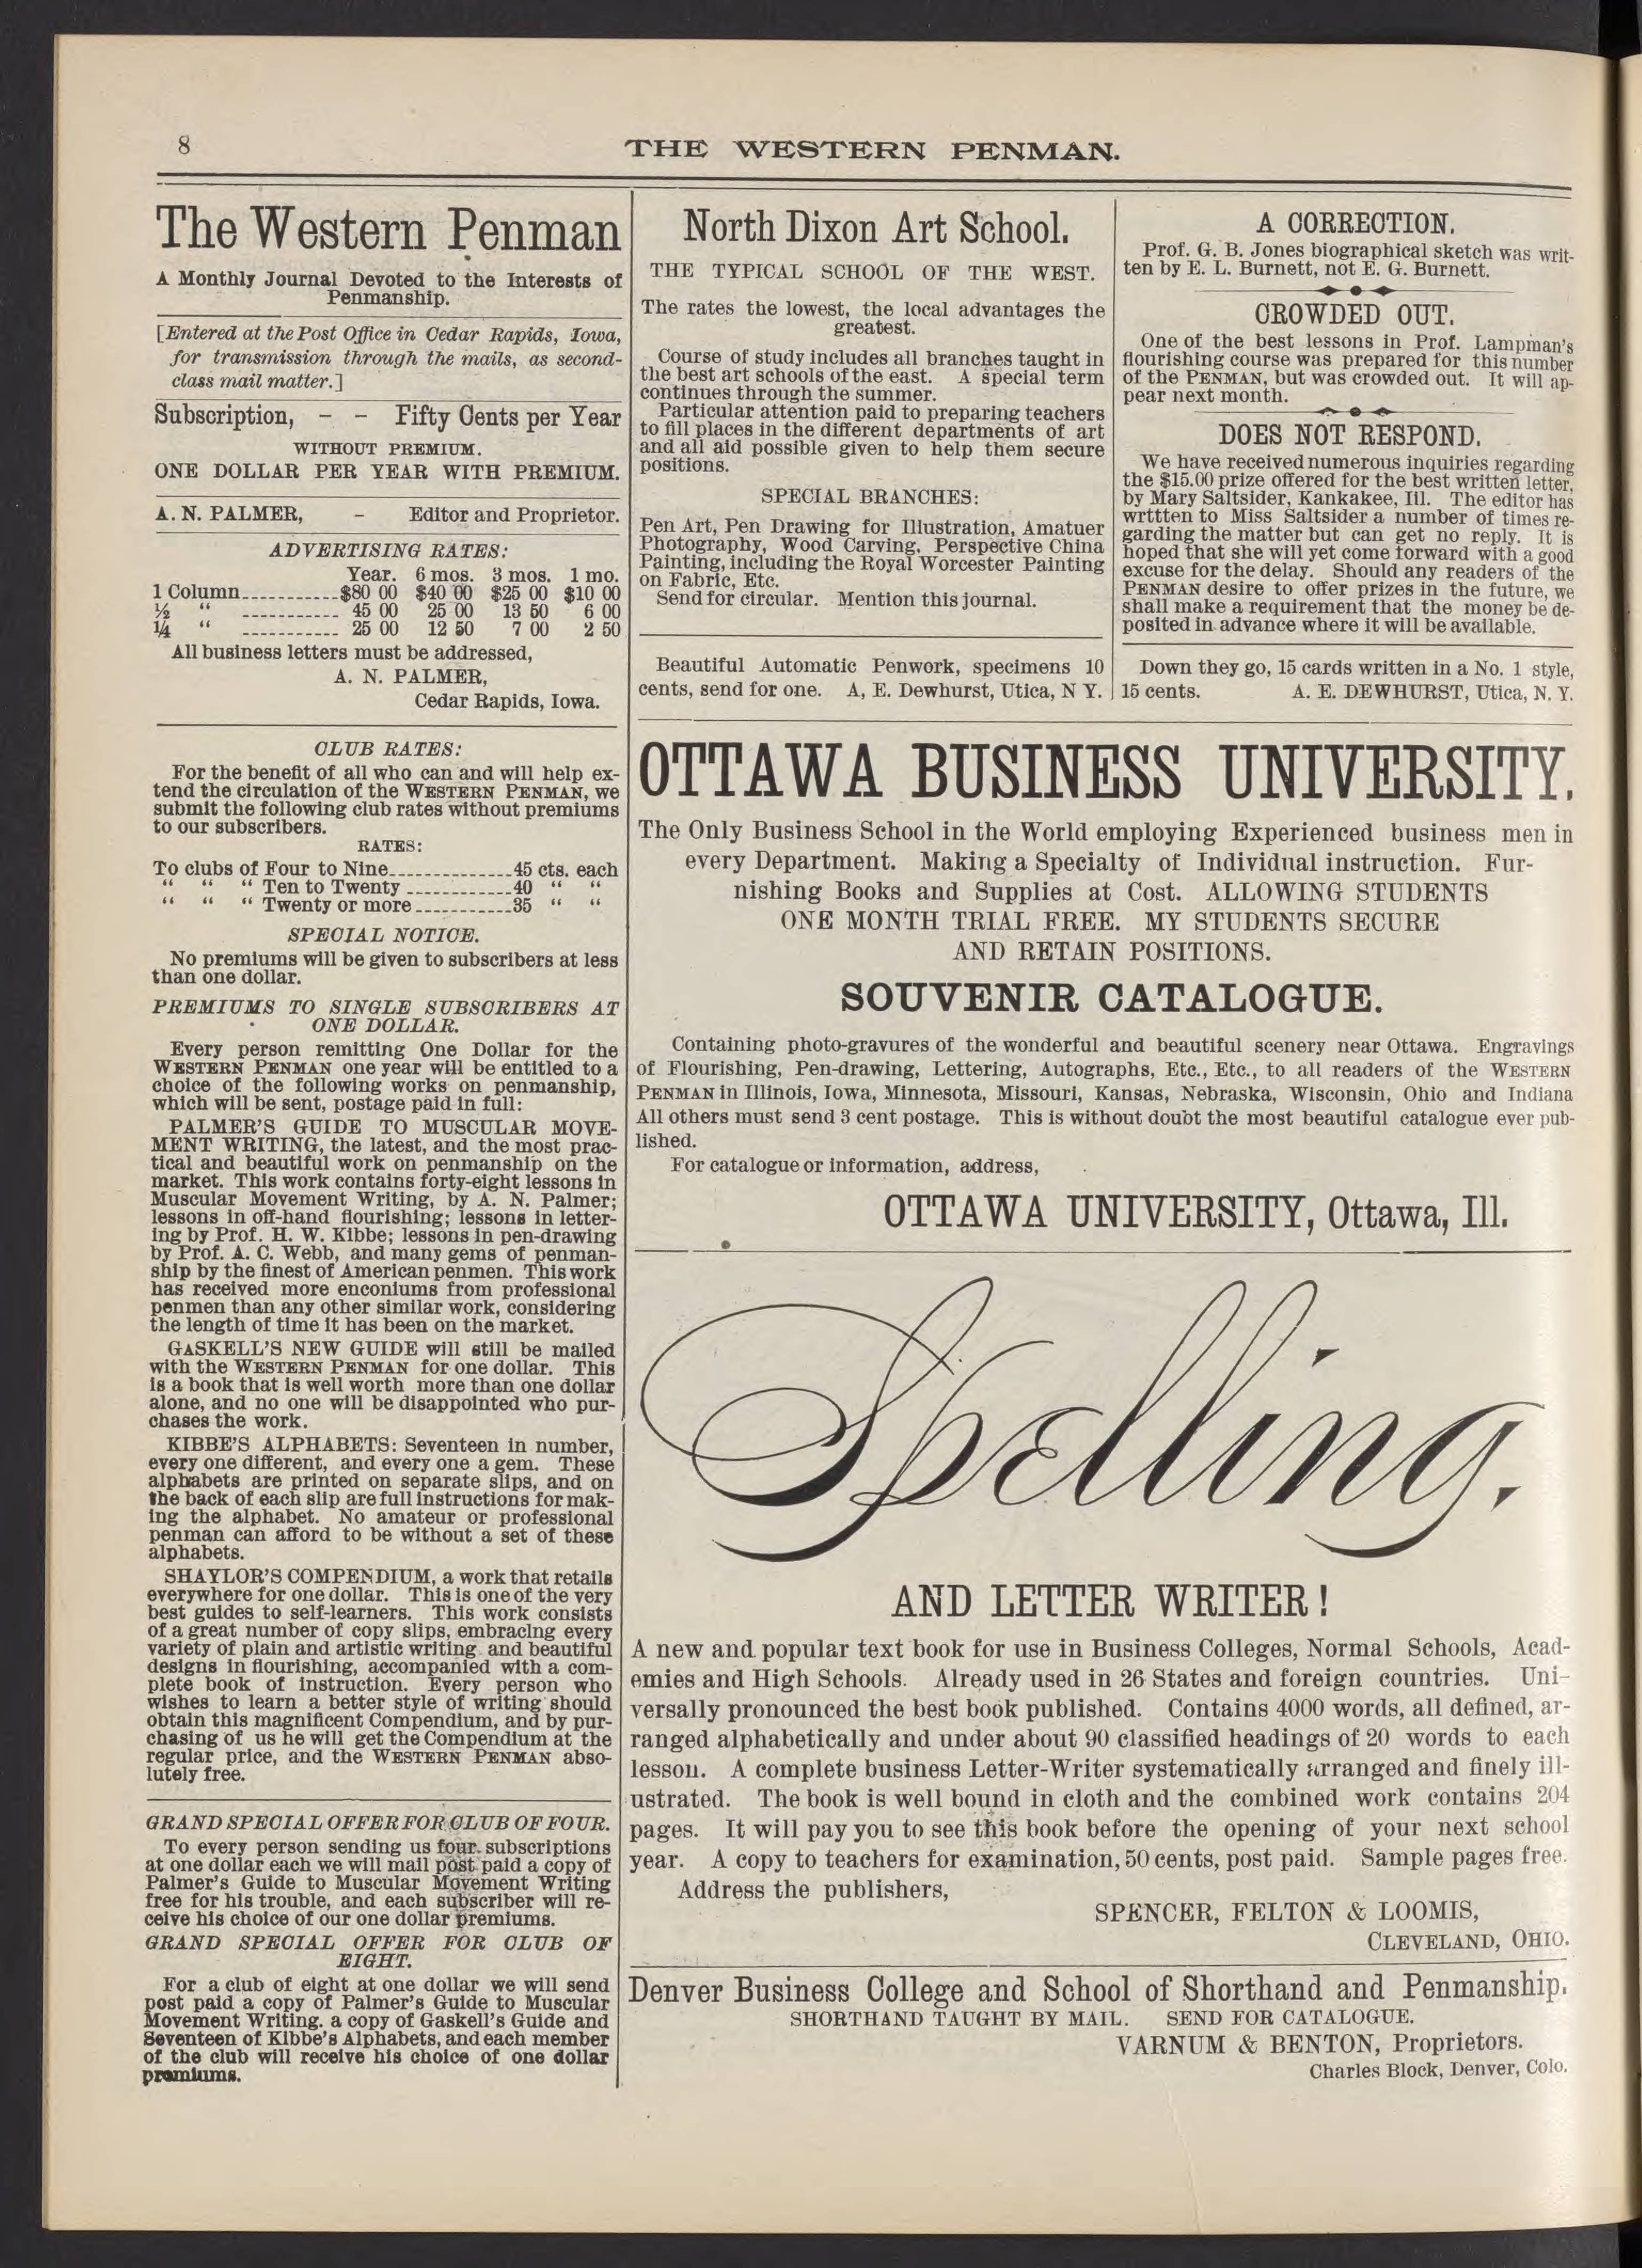 8
THE WESTERN PENMAN.
The Western Penman
A Monthly Journal Devoted to the Interests of
Penmanship.
[Entered at the Post Office in Cedar Rapids, Iowa,
for transmission through the mails, as second-
class mail matter.]
Subscription, - - Fifty Cents per Year
WITHOUT PREMIUM.
ONE DOLLAR PER YEAR WITH PREMIUM.
A. N. PALMER, - Editor and Proprietor.
ADVERTISING RATES:
Year. 6 mos. 3 mos. 1 mo.
1 Column-----------$80 00 $40 00 $25 00 $10 00
½ " ----------- 45 00 25 00 13 50 6 00
¼ " ----------- 25 00 12 50 7 00 2 50
All business letters must be addressed,
A. N. PALMER,
Cedar Rapids, Iowa.
CLUB RATES:
For the benefit of all who can and will help ex-
tend the circulation of the WESTERN PENMAN, we
submit the following club rates without premiums
to our subscribers.
RATES:
To clubs of Four to Nine--------------45 cts. each
" " " Ten to Twenty ------------40 " "
" " " Twenty or more-----------35 " "
SPECIAL NOTICE.
No premiums will be given to subscribers at less
than one dollar.
PREMIUMS TO SINGLE SUBSCRIBERS AT
ONE DOLLAR.
Every person remitting One Dollar for the
WESTERN PENMAN one year will be entitled to a
choice of the following works on penmanship,
which will be sent, postage paid in full:
PALMER'S GUIDE TO MUSCULAR MOVE-
MENT WRITING, the latest, and the most prac-
tical and beautiful work on penmanship on the
market. This work contains forty-eight lessons in
Muscular Movement Writing, by A. N. Palmer;
lessons in off-hand flourishing; lessons in letter-
ing by Prof. H. W. Kibbe; lessons in pen-drawing
by Prof. A. C. Webb, and many gems of penman-
ship by the finest of American penmen. This work
has received more enconiums from professional
penmen than any other similar work, considering
the length of time it has been on the market.
GASKELL'S NEW GUIDE will still be mailed
with the WESTERN PENMAN for one dollar. This
is a book that is well worth more than one dollar
alone, and no one will be disappointed who pur-
chases the work.
KIBBE'S ALPHABETS: Seventeen in number,
every one different, and every one a gem. These
alphabets are printed on separate slips, and on
the back of each slip are full instructions for mak-
ing the alphabet. No amateur or professional
penman can afford to be without a set of these
alphabets.
SHAYLOR'S COMPENDIUM, a work that retails
everywhere for one dollar. This is one of the very
best guides to self-learners. This work consists
of a great number of copy slips, embracing every
variety of plain and artistic writing and beautiful
designs in flourishing, accompanied with a com-
plete book of instruction. Every person who
wishes to learn a better style of writing should
obtain this magnificent Compendium, and by pur-
chasing of us he will get the Compendium at the
regular price, and the WESTERN PENMAN abso-
lutely free.
GRAND SPECIAL OFFER FOR CLUB OF FOUR.
To every person sending us four subscriptions
at one dollar each we will mail post paid a copy of
Palmer's Guide to Muscular Movement Writing
free for his trouble, and each subscriber will re-
ceive his choice of our one dollar premiums.
GRAND SPECIAL OFFER FOR CLUB OF
EIGHT.
For a club of eight at one dollar we will send
post paid a copy of Palmer's Guide to Muscular
Movement Writing. a copy of Gaskell's Guide and
Seventeen of Kibbe's Alphabets, and each member
of the club will receive his choice of one dollar
premiums.
North Dixon Art School.
THE TYPICAL SCHOOL OF THE WEST.
The rates the lowest, the local advantages the
greatest.
Course of study includes all branches taught in
the best art schools of the east. A special term
continues through the summer.
Particular attention paid to preparing teachers
to fill places in the different departments of art
and all aid possible given to help them secure
positions.
SPECIAL BRANCHES:
Pen Art, Pen Drawing for Illustration, Amatuer
Photography, Wood Carving, Perspective China
Painting, including the Royal Worcester Painting
on Fabric, Etc.
Send for circular. Mention this journal.
Beautiful Automatic Penwork, specimens 10
cents, send for one. A, E. Dewhurst, Utica, N Y.
A CORRECTION.
Prof. G. B. Jones biographical sketch was writ-
ten by E. L. Burnett, not E. G. Burnett.
CROWDED OUT.
One of the best lessons in Prof. Lampman's
flourishing course was prepared for this number
of the PENMAN, but was crowded out. It will ap-
pear next month.
DOES NOT RESPOND.
We have received numerous inquiries regarding
the $15.00 prize offered for the best written letter,
by Mary Saltsider, Kankakee, Ill. The editor has
wrttten to Miss Saltsider a number of times re-
garding the matter but can get no reply. It is
hoped that she will yet come forward with a good
excuse for the delay. Should any readers of the
PENMAN desire to offer prizes in the future, we
shall make a requirement that the money be de-
posited in advance where it will be available.
Down they go, 15 cards written in a No. 1 style,
15 cents. A. E. DEWHURST, Utica, N. Y.
OTTAWA BUSINESS UNIVERSITY.
The Only Business School in the World employing Experienced business men in
every Department. Making a Specialty of Individual instruction. Fur-
nishing Books and Supplies at Cost. ALLOWING STUDENTS
ONE MONTH TRIAL FREE. MY STUDENTS SECURE
AND RETAIN POSITIONS.
SOUVENIR CATALOGUE.
Containing photo-gravures of the wonderful and beautiful scenery near Ottawa. Engravings
of Flourishing, Pen-drawing, Lettering, Autographs, Etc., Etc., to all readers of the WESTERN
PENMAN in Illinois, Iowa, Minnesota, Missouri, Kansas, Nebraska, Wisconsin, Ohio and Indiana
All others must send 3 cent postage. This is without doubt the most beautiful catalogue ever pub-
lished.
For catalogue or information, address,
OTTAWA UNIVERSITY, Ottawa, Ill.
Spelling.
AND LETTER WRITER!
A new and popular text book for use in Business Colleges, Normal Schools, Acad-
emies and High Schools. Already used in 26 States and foreign countries. Uni-
versally pronounced the best book published. Contains 4000 words, all defined, ar-
ranged alphabetically and under about 90 classified headings of 20 words to each
lesson. A complete business Letter-Writer systematically arranged and finely ill-
ustrated. The book is well bound in cloth and the combined work contains 204
pages. It will pay you to see this book before the opening of your next school
year. A copy to teachers for examination, 50 cents, post paid. Sample pages free.
Address the publishers,
SPENCER, FELTON & LOOMIS,
CLEVELAND, OHIO.
Denver Business College and School of Shorthand and Penmanship.
SHORTHAND TAUGHT BY MAIL. SEND FOR CATALOGUE.
VARNUM & BENTON, Proprietors.
Charles Block, Denver, Colo.